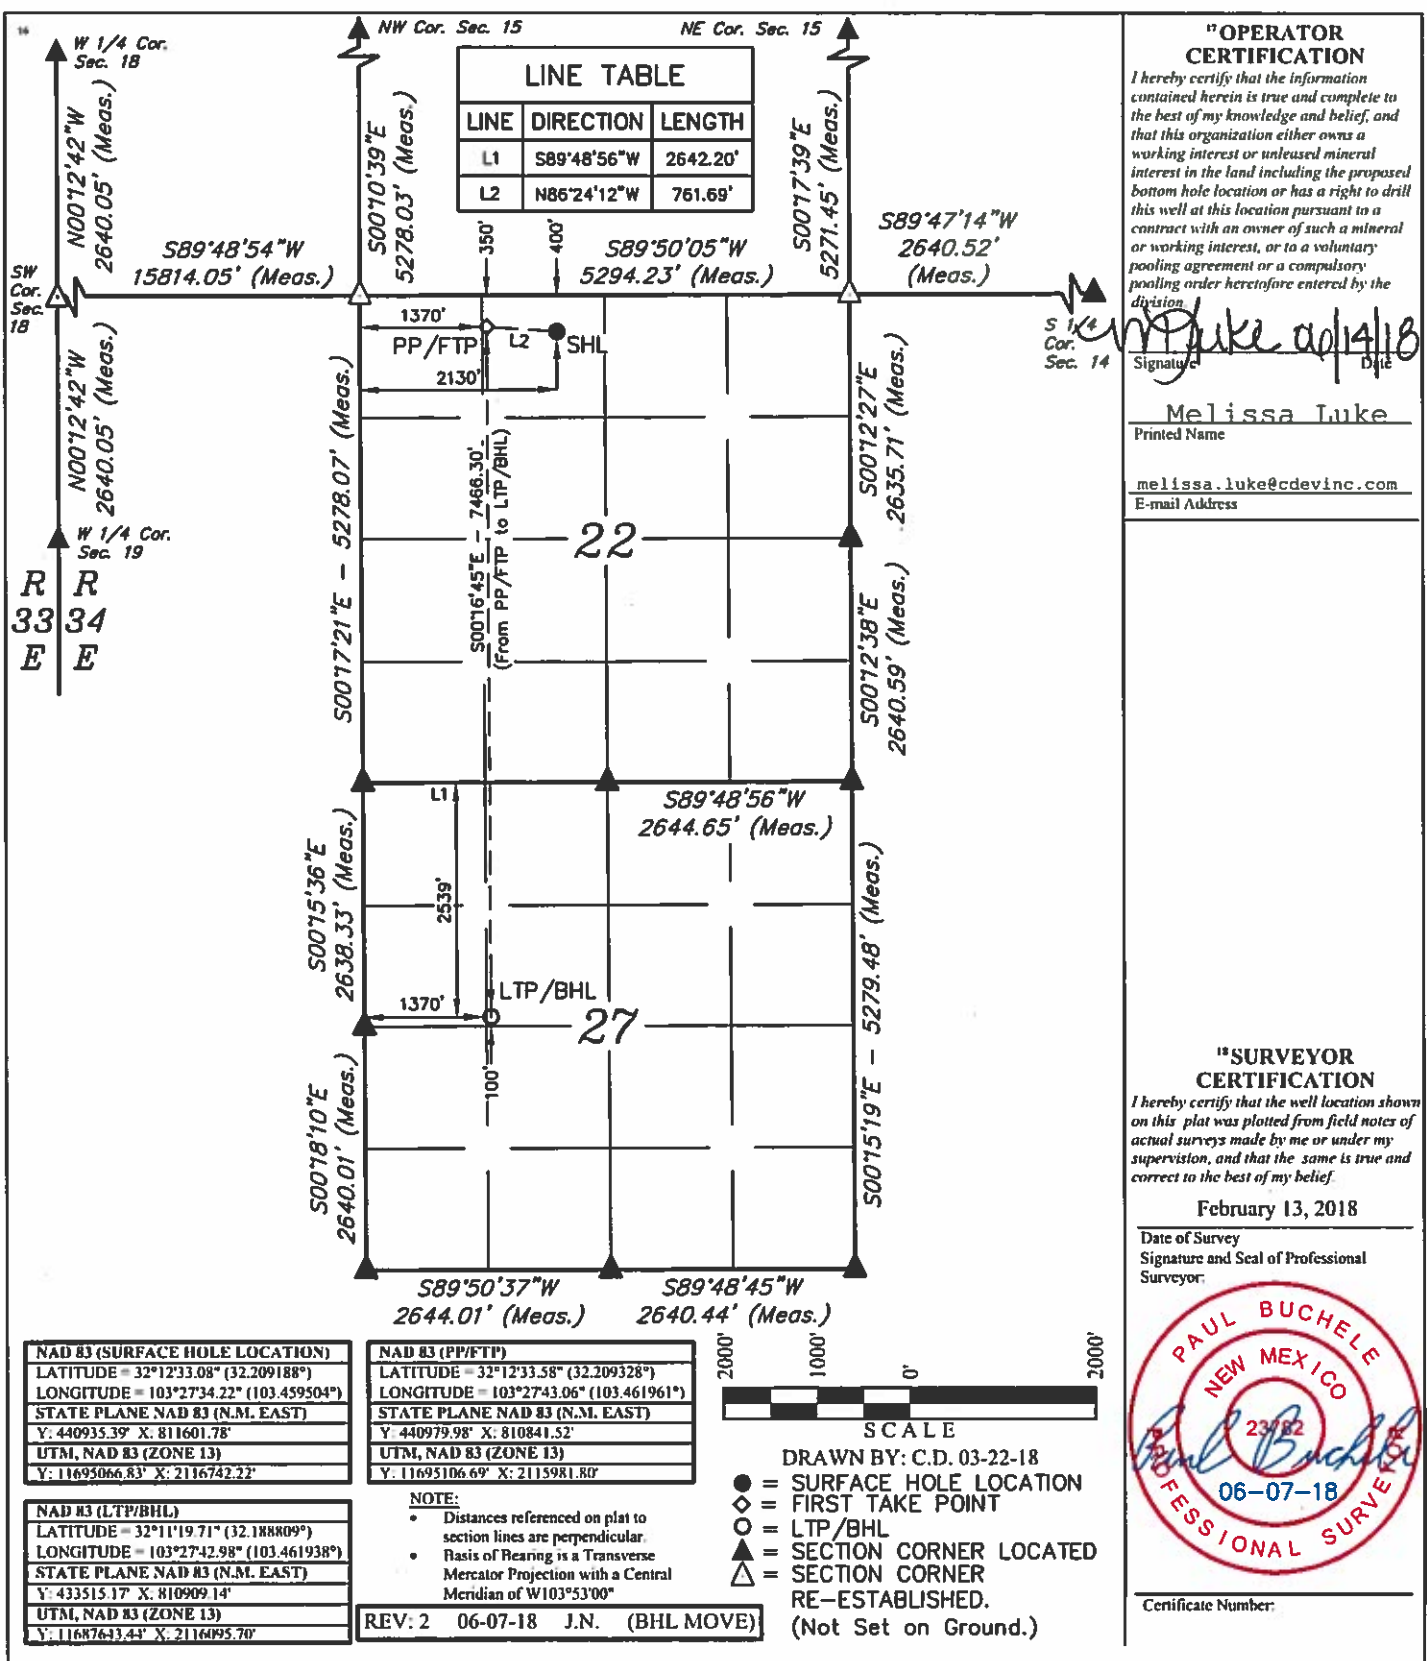 16
W 1/4 Cor.
Sec. 18
NW Cor. Sec. 15
NE Cor. Sec. 15
LINE TABLE
LINE DIRECTION LENGTH
L1 S89°48'56"W 2642.20'
L2 N86°24'12"W 761.69'
N00°12'42"W
2640.05' (Meas.)
S00°10'39"E
5278.03' (Meas.)
S00°17'39"E
5271.45' (Meas.)
S89°48'54"W
15814.05' (Meas.)
350'
400'
S89°50'05"W
5294.23' (Meas.)
S89°47'14"W
2640.52'
(Meas.)
SW
Cor.
Sec.
18
S 1/4
Cor.
Sec. 14
1370'
PP/FTP
L2
SHL
2130'
N00°12'42"W
2640.05' (Meas.)
W 1/4 Cor.
Sec. 19
R R
33 34
E E
S00°17'21"E – 5278.07' (Meas.)
S00°16'45"E – 7466.30'
(From PP/FTP to LTP/BHL)
22
S00°12'27"E
2635.71' (Meas.)
S00°12'38"E
2640.59' (Meas.)
L1
S89°48'56"W
2644.65' (Meas.)
S00°15'36"E
2638.33' (Meas.)
2539'
1370'
LTP/BHL
27
100'
S00°15'19"E – 5279.48' (Meas.)
S00°18'10"E
2640.01' (Meas.)
S89°50'37"W
2644.01' (Meas.)
S89°48'45"W
2640.44' (Meas.)
NAD 83 (SURFACE HOLE LOCATION)
LATITUDE = 32°12'33.08" (32.209188°)
LONGITUDE = 103°27'34.22" (103.459504°)
STATE PLANE NAD 83 (N.M. EAST)
Y: 440935.39' X: 811601.78'
UTM, NAD 83 (ZONE 13)
Y: 11695066.83' X: 2116742.22'
NAD 83 (PP/FTP)
LATITUDE = 32°12'33.58" (32.209328°)
LONGITUDE = 103°27'43.06" (103.461961°)
STATE PLANE NAD 83 (N.M. EAST)
Y: 440979.98' X: 810841.52'
UTM, NAD 83 (ZONE 13)
Y: 11695106.69' X: 2115981.80'
NAD 83 (LTP/BHL)
LATITUDE = 32°11'19.71" (32.188809°)
LONGITUDE = 103°27'42.98" (103.461938°)
STATE PLANE NAD 83 (N.M. EAST)
Y: 433515.17' X: 810909.14'
UTM, NAD 83 (ZONE 13)
Y: 11687643.44' X: 2116095.70'
NOTE:
• Distances referenced on plat to
section lines are perpendicular.
• Basis of Bearing is a Transverse
Mercator Projection with a Central
Meridian of W103°53'00"
REV: 2 06-07-18 J.N. (BHL MOVE)
2000' 1000' 0' 2000'
SCALE
DRAWN BY: C.D. 03-22-18
= SURFACE HOLE LOCATION
= FIRST TAKE POINT
= LTP/BHL
= SECTION CORNER LOCATED
= SECTION CORNER
RE-ESTABLISHED.
(Not Set on Ground.)
17 OPERATOR
CERTIFICATION
I hereby certify that the information
contained herein is true and complete to
the best of my knowledge and belief, and
that this organization either owns a
working interest or unleased mineral
interest in the land including the proposed
bottom hole location or has a right to drill
this well at this location pursuant to a
contract with an owner of such a mineral
or working interest, or to a voluntary
pooling agreement or a compulsory
pooling order heretofore entered by the
division.
MLuke 06/14/18
Signature Date
Melissa Luke
Printed Name
melissa.luke@cdevinc.com
E-mail Address
18 SURVEYOR
CERTIFICATION
I hereby certify that the well location shown
on this plat was plotted from field notes of
actual surveys made by me or under my
supervision, and that the same is true and
correct to the best of my belief.
February 13, 2018
Date of Survey
Signature and Seal of Professional
Surveyor:
PAUL BUCHELE
NEW MEXICO
23782
Paul Buchele
06-07-18
PROFESSIONAL SURVEYOR
Certificate Number: